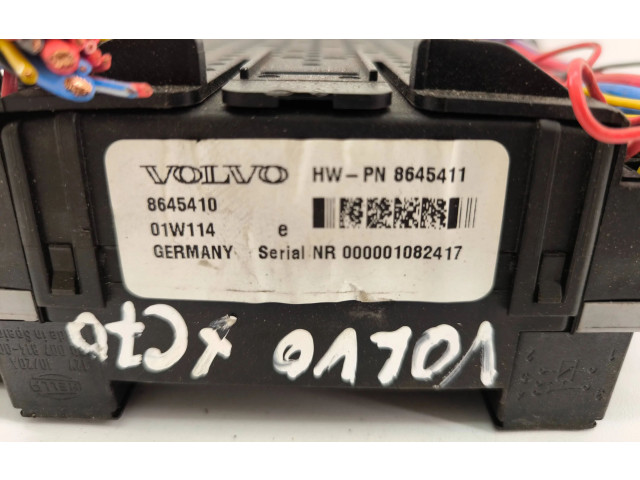 VOLVO HW-PN 8645411
8645410
01W114 e
GERMANY Serial NR 000001082417
VOLVO XC70